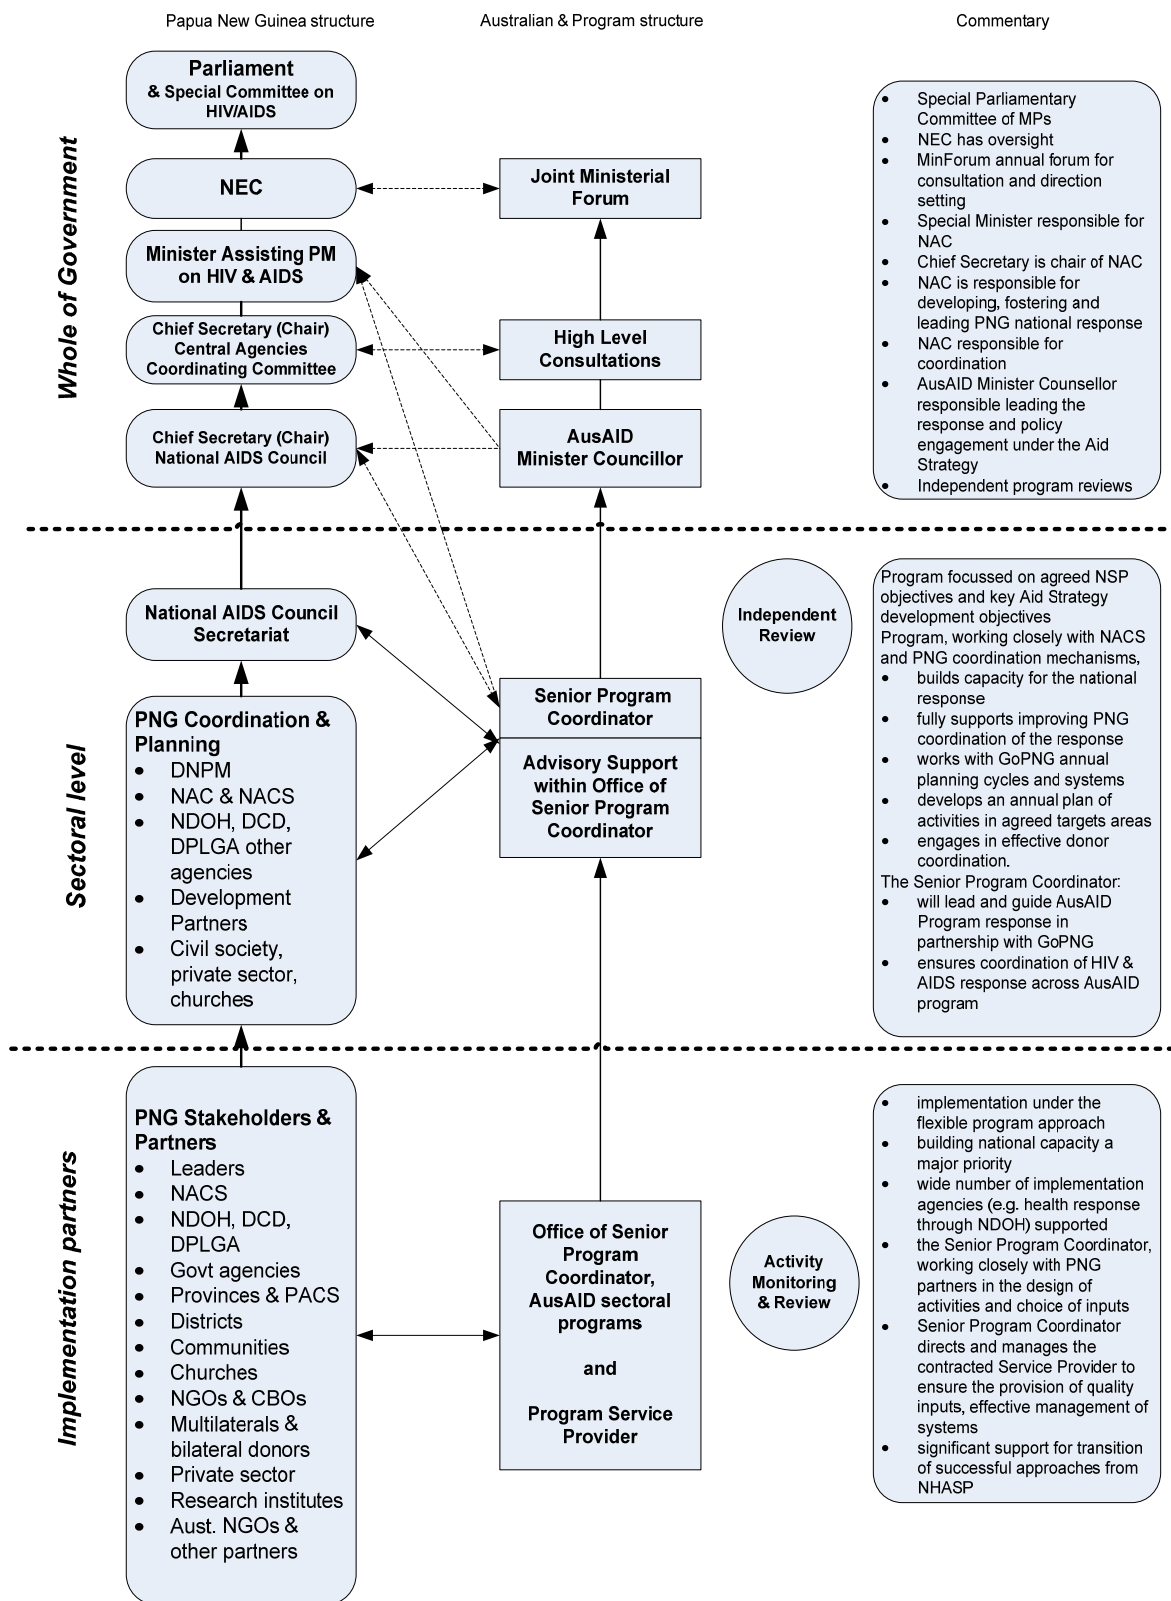 Papua New Guinea structure
Australian & Program structure
Commentary
Whole of Government
Parliament
& Special Committee on
HIV/AIDS
NEC
Joint Ministerial
Forum
Minister Assisting PM
on HIV & AIDS
Chief Secretary (Chair)
Central Agencies
Coordinating Committee
High Level
Consultations
Chief Secretary (Chair)
National AIDS Council
AusAID
Minister Councillor
• Special Parliamentary
Committee of MPs
• NEC has oversight
• MinForum annual forum for
consultation and direction
setting
• Special Minister responsible for
NAC
• Chief Secretary is chair of NAC
• NAC is responsible for
developing, fostering and
leading PNG national response
• NAC responsible for
coordination
• AusAID Minister Counsellor
responsible leading the
response and policy
engagement under the Aid
Strategy
• Independent program reviews
Sectoral level
National AIDS Council
Secretariat
PNG Coordination &
Planning
• DNPM
• NAC & NACS
• NDOH, DCD,
DPLGA other
agencies
• Development
Partners
• Civil society,
private sector,
churches
Senior Program
Coordinator
Advisory Support
within Office of
Senior Program
Coordinator
Independent
Review
Program focussed on agreed NSP
objectives and key Aid Strategy
development objectives
Program, working closely with NACS
and PNG coordination mechanisms,
• builds capacity for the national
response
• fully supports improving PNG
coordination of the response
• works with GoPNG annual
planning cycles and systems
• develops an annual plan of
activities in agreed targets areas
• engages in effective donor
coordination.
The Senior Program Coordinator:
• will lead and guide AusAID
Program response in
partnership with GoPNG
• ensures coordination of HIV &
AIDS response across AusAID
program
Implementation partners
PNG Stakeholders &
Partners
• Leaders
• NACS
• NDOH, DCD,
DPLGA
• Govt agencies
• Provinces & PACS
• Districts
• Communities
• Churches
• NGOs & CBOs
• Multilaterals &
bilateral donors
• Private sector
• Research institutes
• Aust. NGOs &
other partners
Office of Senior
Program
Coordinator,
AusAID sectoral
programs
and
Program Service
Provider
Activity
Monitoring
& Review
• implementation under the
flexible program approach
• building national capacity a
major priority
• wide number of implementation
agencies (e.g. health response
through NDOH) supported
• the Senior Program Coordinator,
working closely with PNG
partners in the design of
activities and choice of inputs
• Senior Program Coordinator
directs and manages the
contracted Service Provider to
ensure the provision of quality
inputs, effective management of
systems
• significant support for transition
of successful approaches from
NHASP